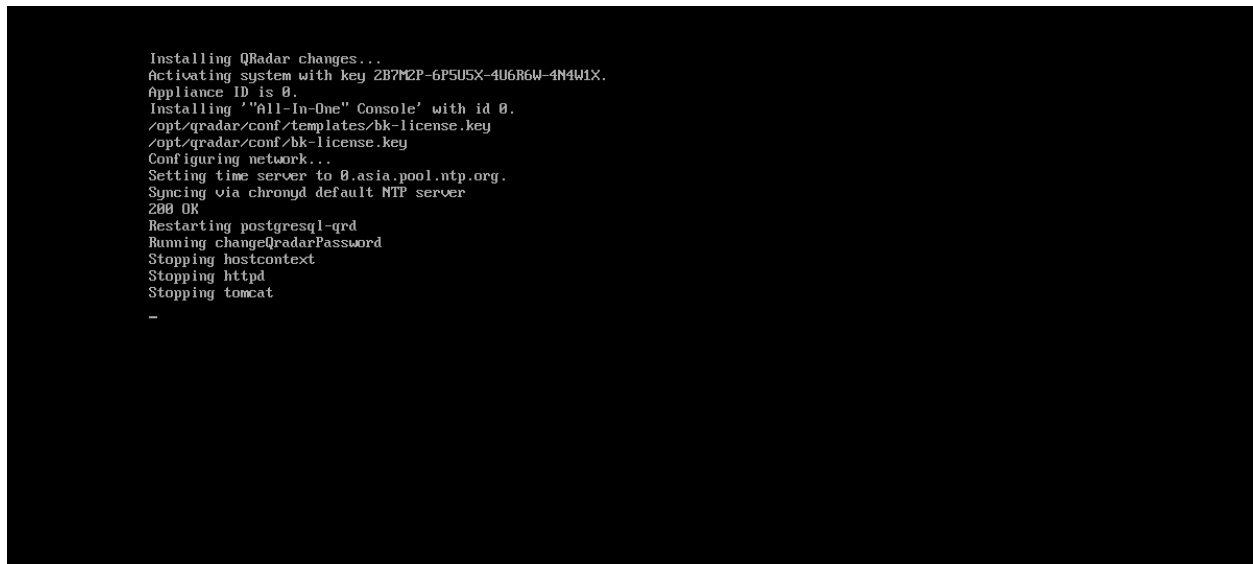 Installing QRadar changes...
Activating system with key 2B7M2P-6P5U5X-4U6R6W-4N4W1X.
Appliance ID is 0.
Installing '"All-In-One" Console' with id 0.
/opt/qradar/conf/templates/bk-license.key
/opt/qradar/conf/bk-license.key
Configuring network...
Setting time server to 0.asia.pool.ntp.org.
Syncing via chronyd default NTP server
200 OK
Restarting postgresql-qrd
Running changeQradarPassword
Stopping hostcontext
Stopping httpd
Stopping tomcat